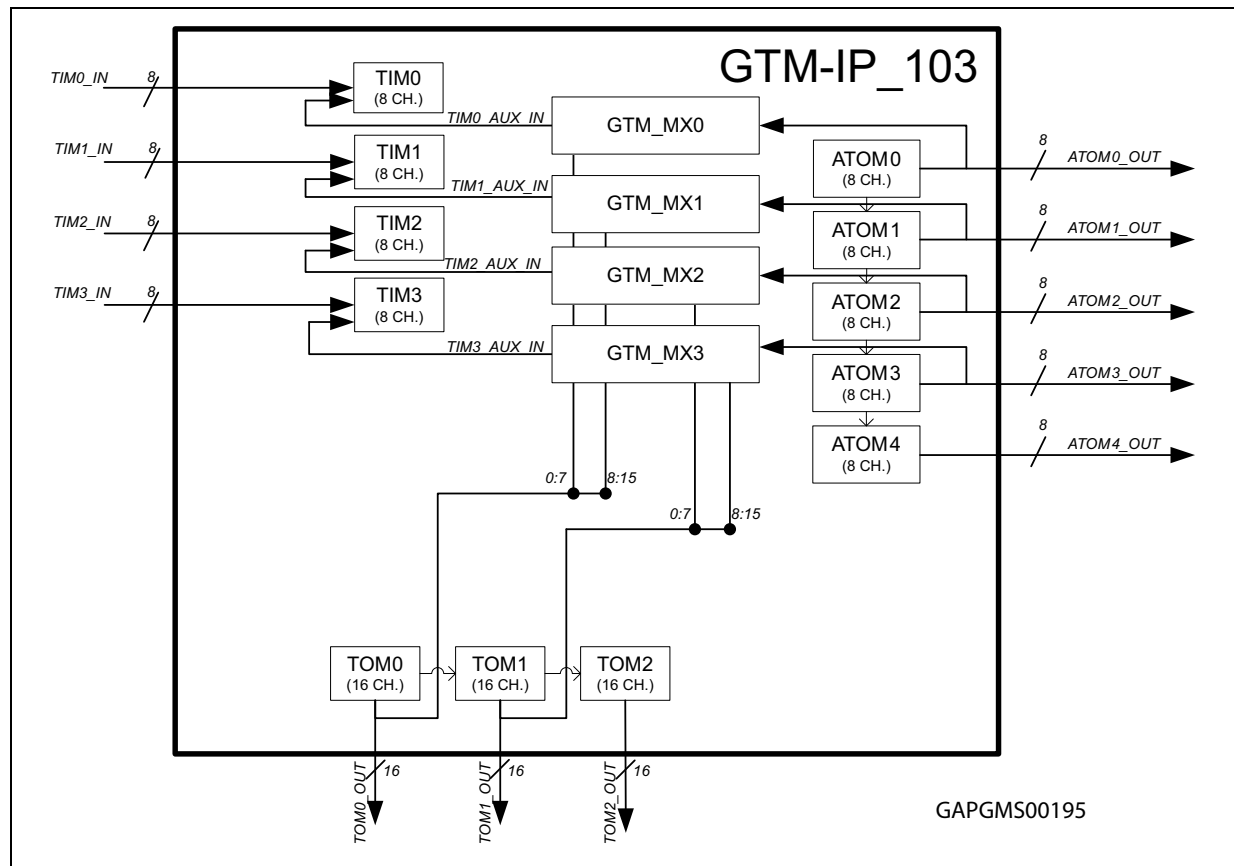 GTM-IP_103
TIM0_IN
8
TIM0
(8 CH.)
TIM0_AUX_IN
GTM_MX0
ATOM0
(8 CH.)
8
ATOM0_OUT
TIM1_IN
8
TIM1
(8 CH.)
TIM1_AUX_IN
GTM_MX1
ATOM1
(8 CH.)
8
ATOM1_OUT
TIM2_IN
8
TIM2
(8 CH.)
TIM2_AUX_IN
GTM_MX2
ATOM2
(8 CH.)
8
ATOM2_OUT
TIM3_IN
8
TIM3
(8 CH.)
TIM3_AUX_IN
GTM_MX3
ATOM3
(8 CH.)
8
ATOM3_OUT
ATOM4
(8 CH.)
8
ATOM4_OUT
0:7
8:15
0:7
8:15
TOM0
(16 CH.)
TOM1
(16 CH.)
TOM2
(16 CH.)
TOM0_OUT
16
TOM1_OUT
16
TOM2_OUT
16
GAPGMS00195